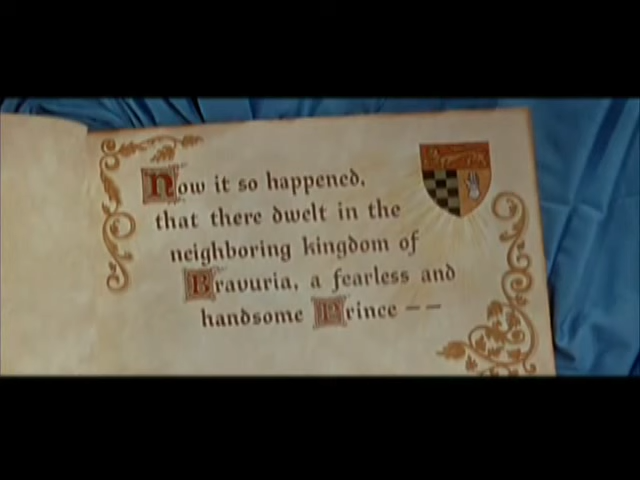 Now it so happened,
that there dwelt in the
neighboring kingdom of
Bravuria, a fearless and
handsome Prince --